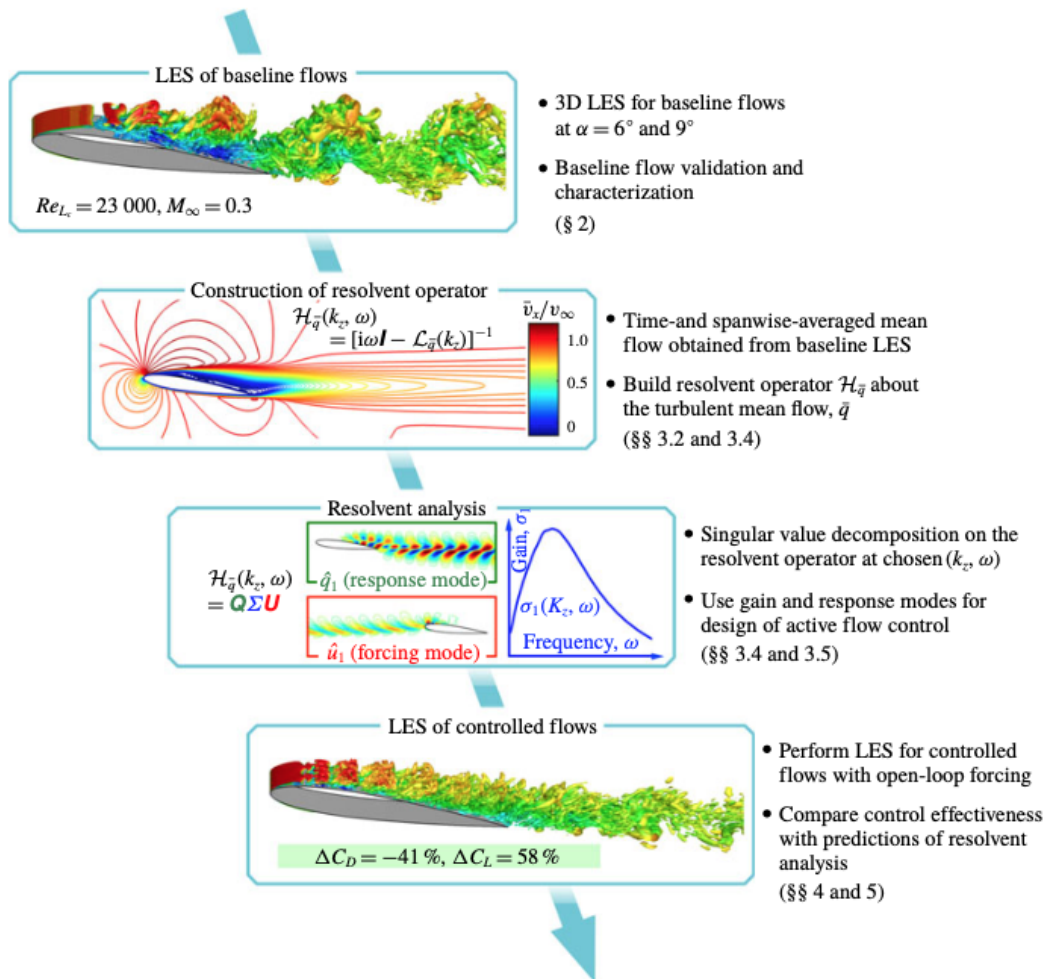 LES of baseline flows
Re_{L_c} = 23 000, M_∞ = 0.3
• 3D LES for baseline flows
at α = 6° and 9°
• Baseline flow validation and
characterization
(§ 2)
Construction of resolvent operator
ℋ_q̄(k_z, ω)
= [iωI − ℒ_q̄(k_z)]⁻¹
v̄_x/v_∞
1.0
0.5
0
• Time-and spanwise-averaged mean
flow obtained from baseline LES
• Build resolvent operator ℋ_q̄ about
the turbulent mean flow, q̄
(§§ 3.2 and 3.4)
Resolvent analysis
ℋ_q̄(k_z, ω)
= QΣU
q̂₁ (response mode)
û₁ (forcing mode)
Gain, σ₁
σ₁(K_z, ω)
Frequency, ω
• Singular value decomposition on the
resolvent operator at chosen (k_z, ω)
• Use gain and response modes for
design of active flow control
(§§ 3.4 and 3.5)
LES of controlled flows
ΔC_D = −41 %, ΔC_L = 58 %
• Perform LES for controlled
flows with open-loop forcing
• Compare control effectiveness
with predictions of resolvent
analysis
(§§ 4 and 5)